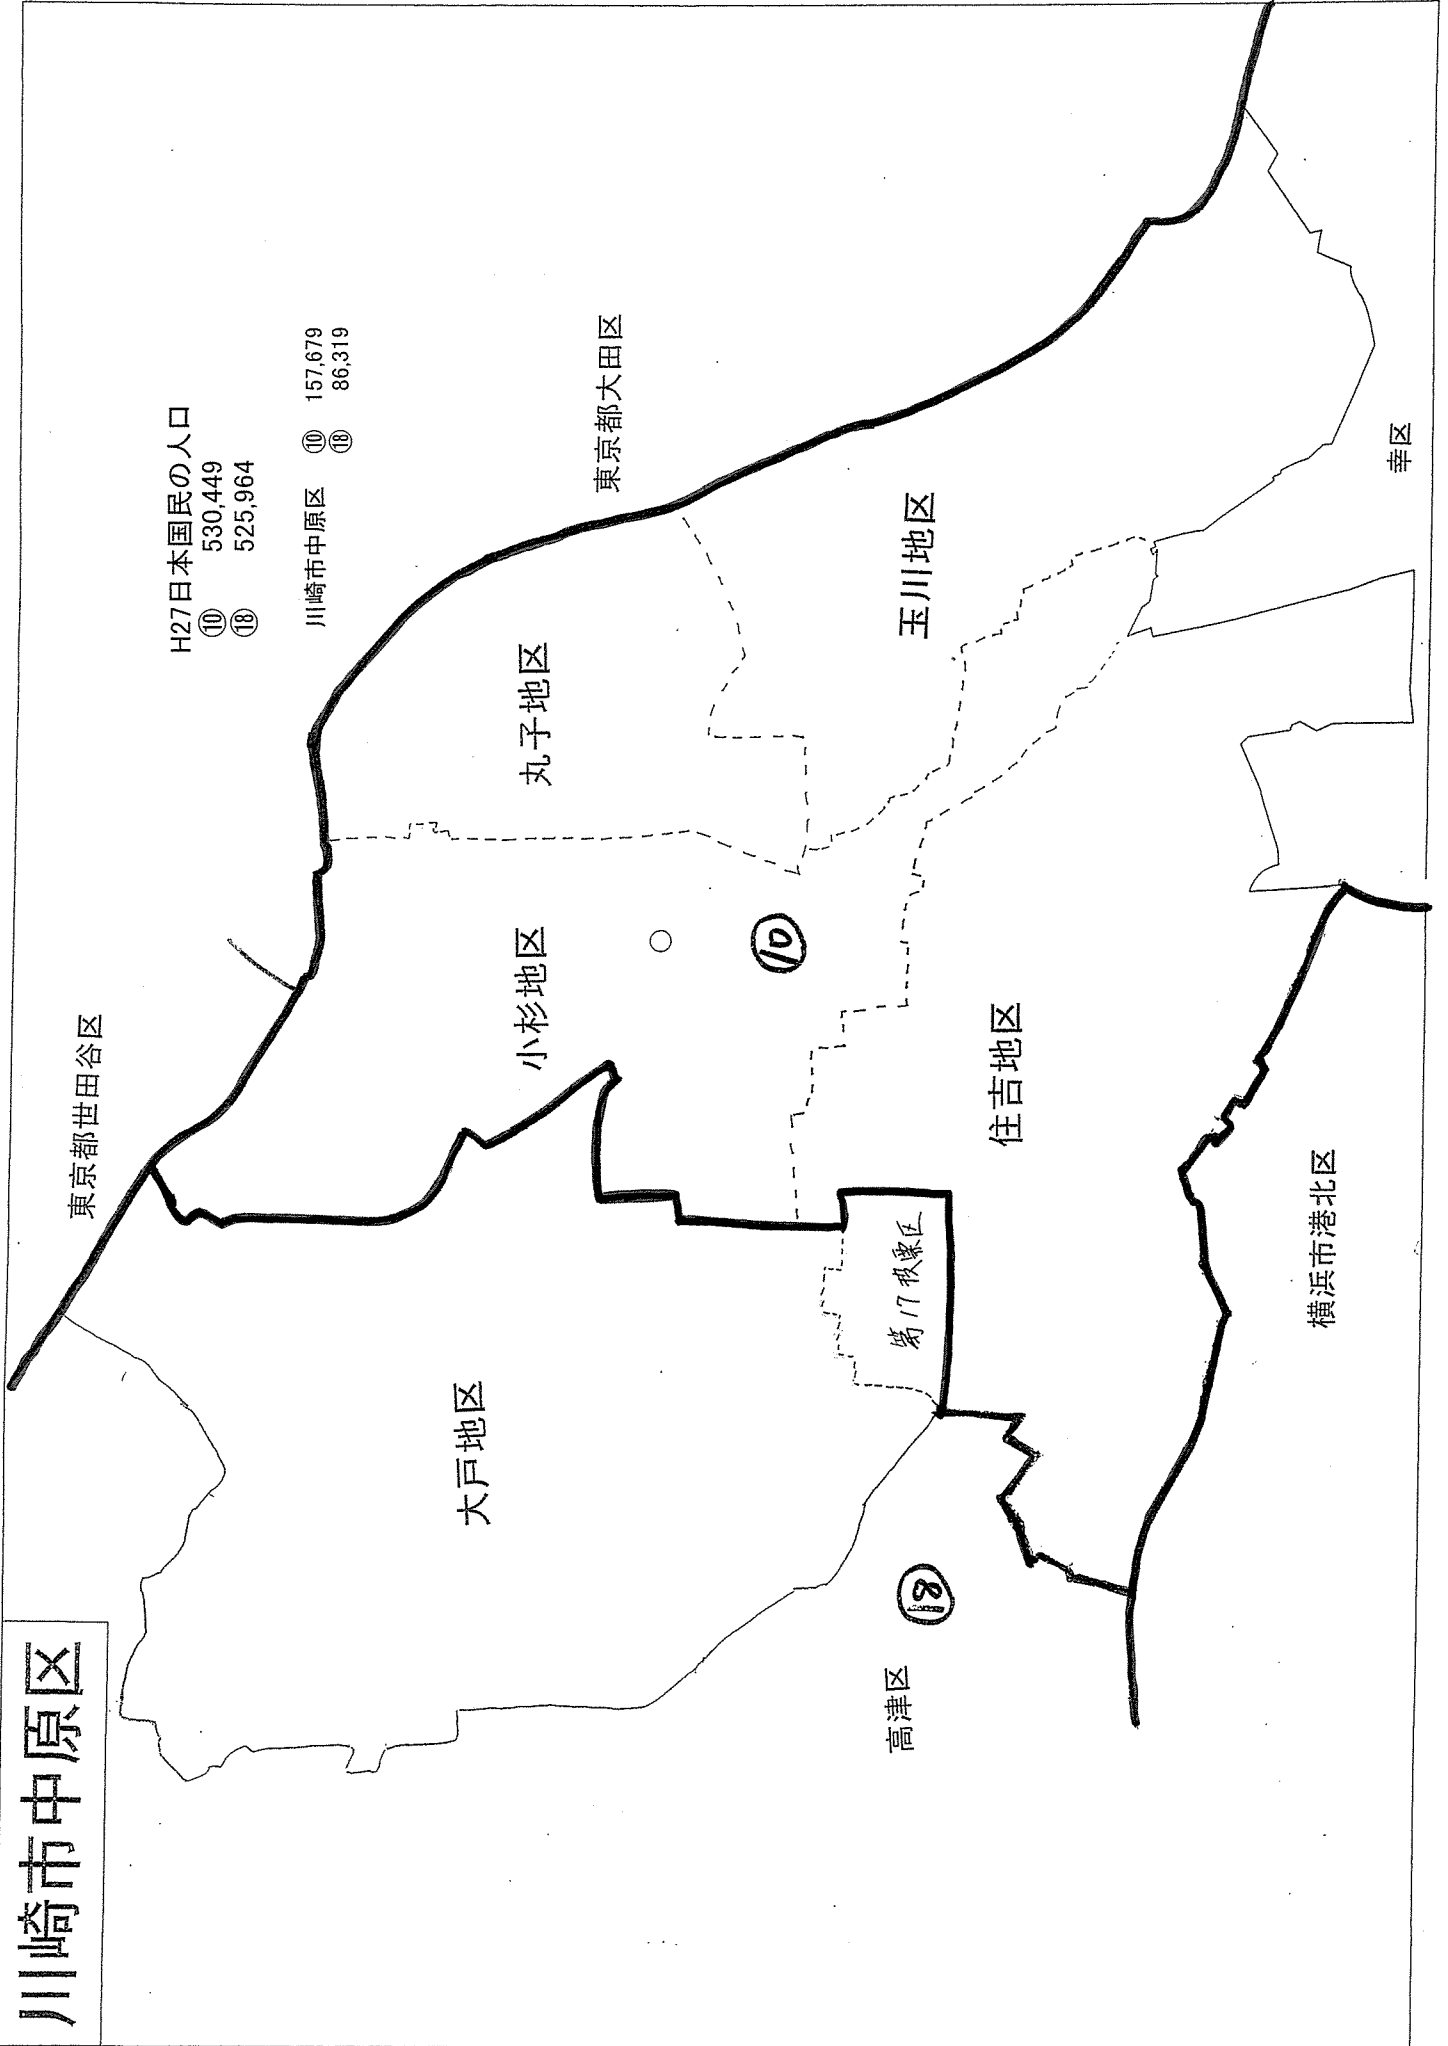 川崎市中原区
H27日本国民の人口
⑩ 530,449
⑱ 525,964
川崎市中原区 ⑩ 157,679
⑱ 86,319
東京都世田谷区
東京都大田区
丸子地区
小杉地区
大戸地区
玉川地区
⑩
第17投票区
住吉地区
⑱
高津区
横浜市港北区
幸区